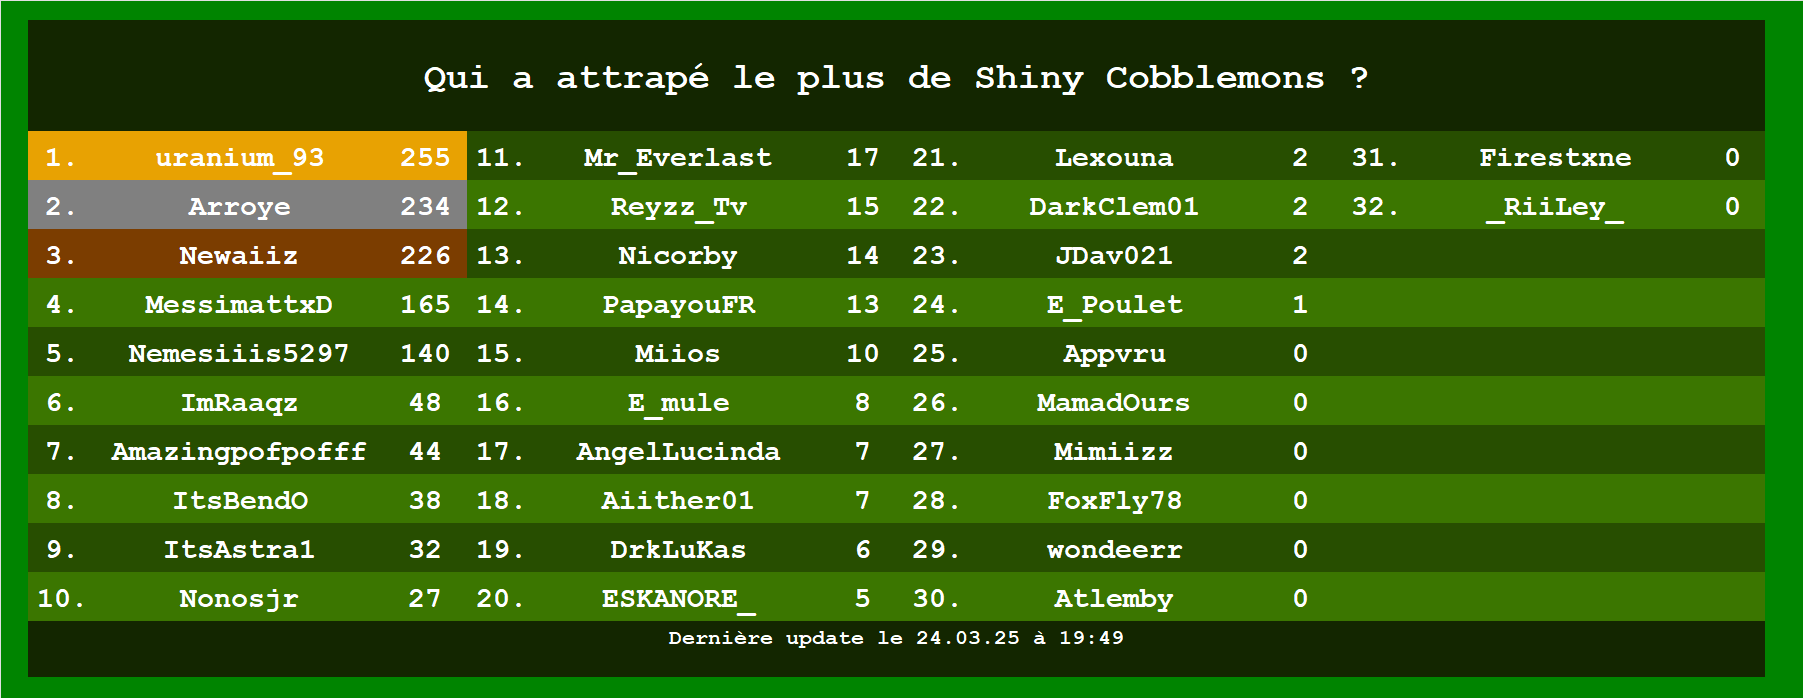 Qui a attrapé le plus de Shiny Cobblemons ?
1. uranium_93 255 11. Mr_Everlast 17 21. Lexouna 2 31. Firestxne 0
2. Arroye 234 12. Reyzz_Tv 15 22. DarkClem01 2 32. _RiiLey_ 0
3. Newaiiz 226 13. Nicorby 14 23. JDav021 2
4. MessimattxD 165 14. PapayouFR 13 24. E_Poulet 1
5. Nemesiiis5297 140 15. Miios 10 25. Appvru 0
6. ImRaaqz 48 16. E_mule 8 26. MamadOurs 0
7. Amazingpofpofff 44 17. AngelLucinda 7 27. Mimiizz 0
8. ItsBendO 38 18. Aiither01 7 28. FoxFly78 0
9. ItsAstra1 32 19. DrkLuKas 6 29. wondeerr 0
10. Nonosjr 27 20. ESKANORE_ 5 30. Atlemby 0
Dernière update le 24.03.25 à 19:49